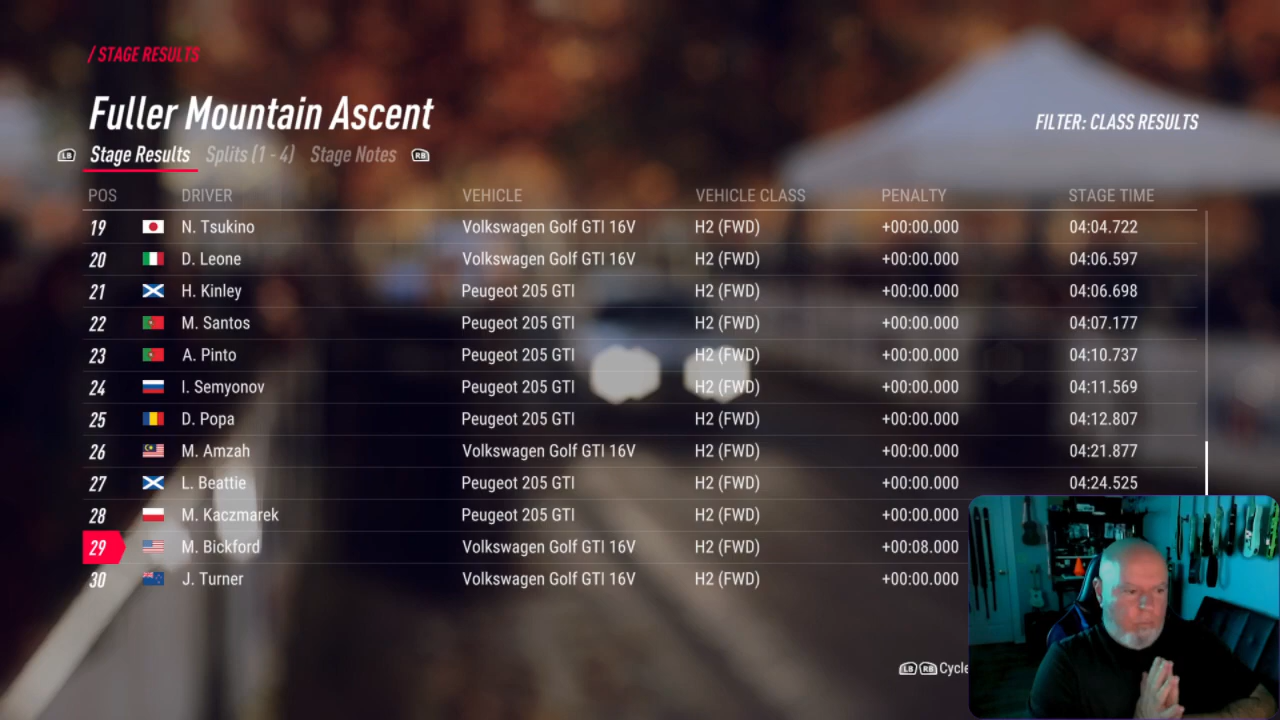 / STAGE RESULTS
Fuller Mountain Ascent
FILTER: CLASS RESULTS
LB Stage Results Splits (1 - 4) Stage Notes RB
POS DRIVER VEHICLE VEHICLE CLASS PENALTY STAGE TIME
19 N. Tsukino Volkswagen Golf GTI 16V H2 (FWD) +00:00.000 04:04.722
20 D. Leone Volkswagen Golf GTI 16V H2 (FWD) +00:00.000 04:06.597
21 H. Kinley Peugeot 205 GTI H2 (FWD) +00:00.000 04:06.698
22 M. Santos Peugeot 205 GTI H2 (FWD) +00:00.000 04:07.177
23 A. Pinto Peugeot 205 GTI H2 (FWD) +00:00.000 04:10.737
24 I. Semyonov Peugeot 205 GTI H2 (FWD) +00:00.000 04:11.569
25 D. Popa Peugeot 205 GTI H2 (FWD) +00:00.000 04:12.807
26 M. Amzah Volkswagen Golf GTI 16V H2 (FWD) +00:00.000 04:21.877
27 L. Beattie Peugeot 205 GTI H2 (FWD) +00:00.000 04:24.525
28 M. Kaczmarek Peugeot 205 GTI H2 (FWD) +00:00.000
29 M. Bickford Volkswagen Golf GTI 16V H2 (FWD) +00:08.000
30 J. Turner Volkswagen Golf GTI 16V H2 (FWD) +00:00.000
LB RB Cycle